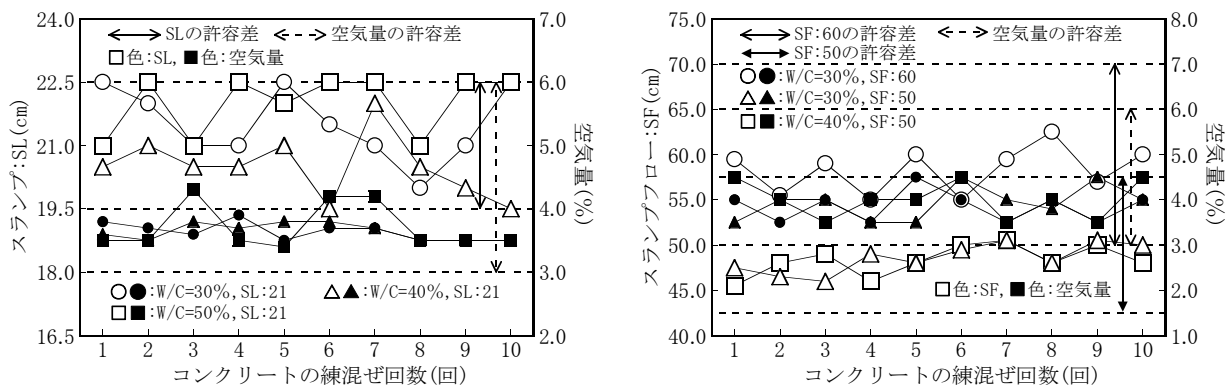 24.0
22.5
21.0
19.5
18.0
16.5
スランプ:SL(cm)
SLの許容差
空気量の許容差
□色:SL, ■色:空気量
○●:W/C=30%, SL:21
△▲:W/C=40%, SL:21
□■:W/C=50%, SL:21
7.0
6.0
5.0
4.0
3.0
2.0
空気量(%)
1 2 3 4 5 6 7 8 9 10
コンクリートの練混ぜ回数(回)
75.0
70.0
65.0
60.0
55.0
50.0
45.0
40.0
スランプフロー:SF(cm)
SF:60の許容差
空気量の許容差
SF:50の許容差
○●:W/C=30%, SF:60
△▲:W/C=30%, SF:50
□■:W/C=40%, SF:50
□色:SF, ■色:空気量
8.0
7.0
6.0
5.0
4.0
3.0
2.0
1.0
空気量(%)
1 2 3 4 5 6 7 8 9 10
コンクリートの練混ぜ回数(回)